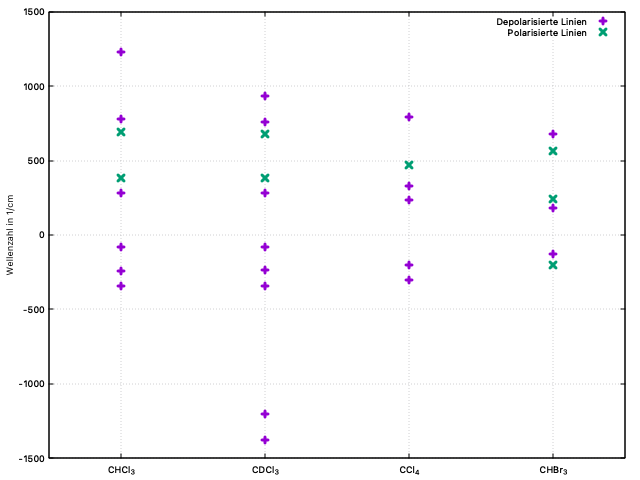 1500
Depolarisierte Linien
Polarisierte Linien
1000
500
0
-500
-1000
-1500
Wellenzahl in 1/cm
CHCl₃ CDCl₃ CCl₄ CHBr₃